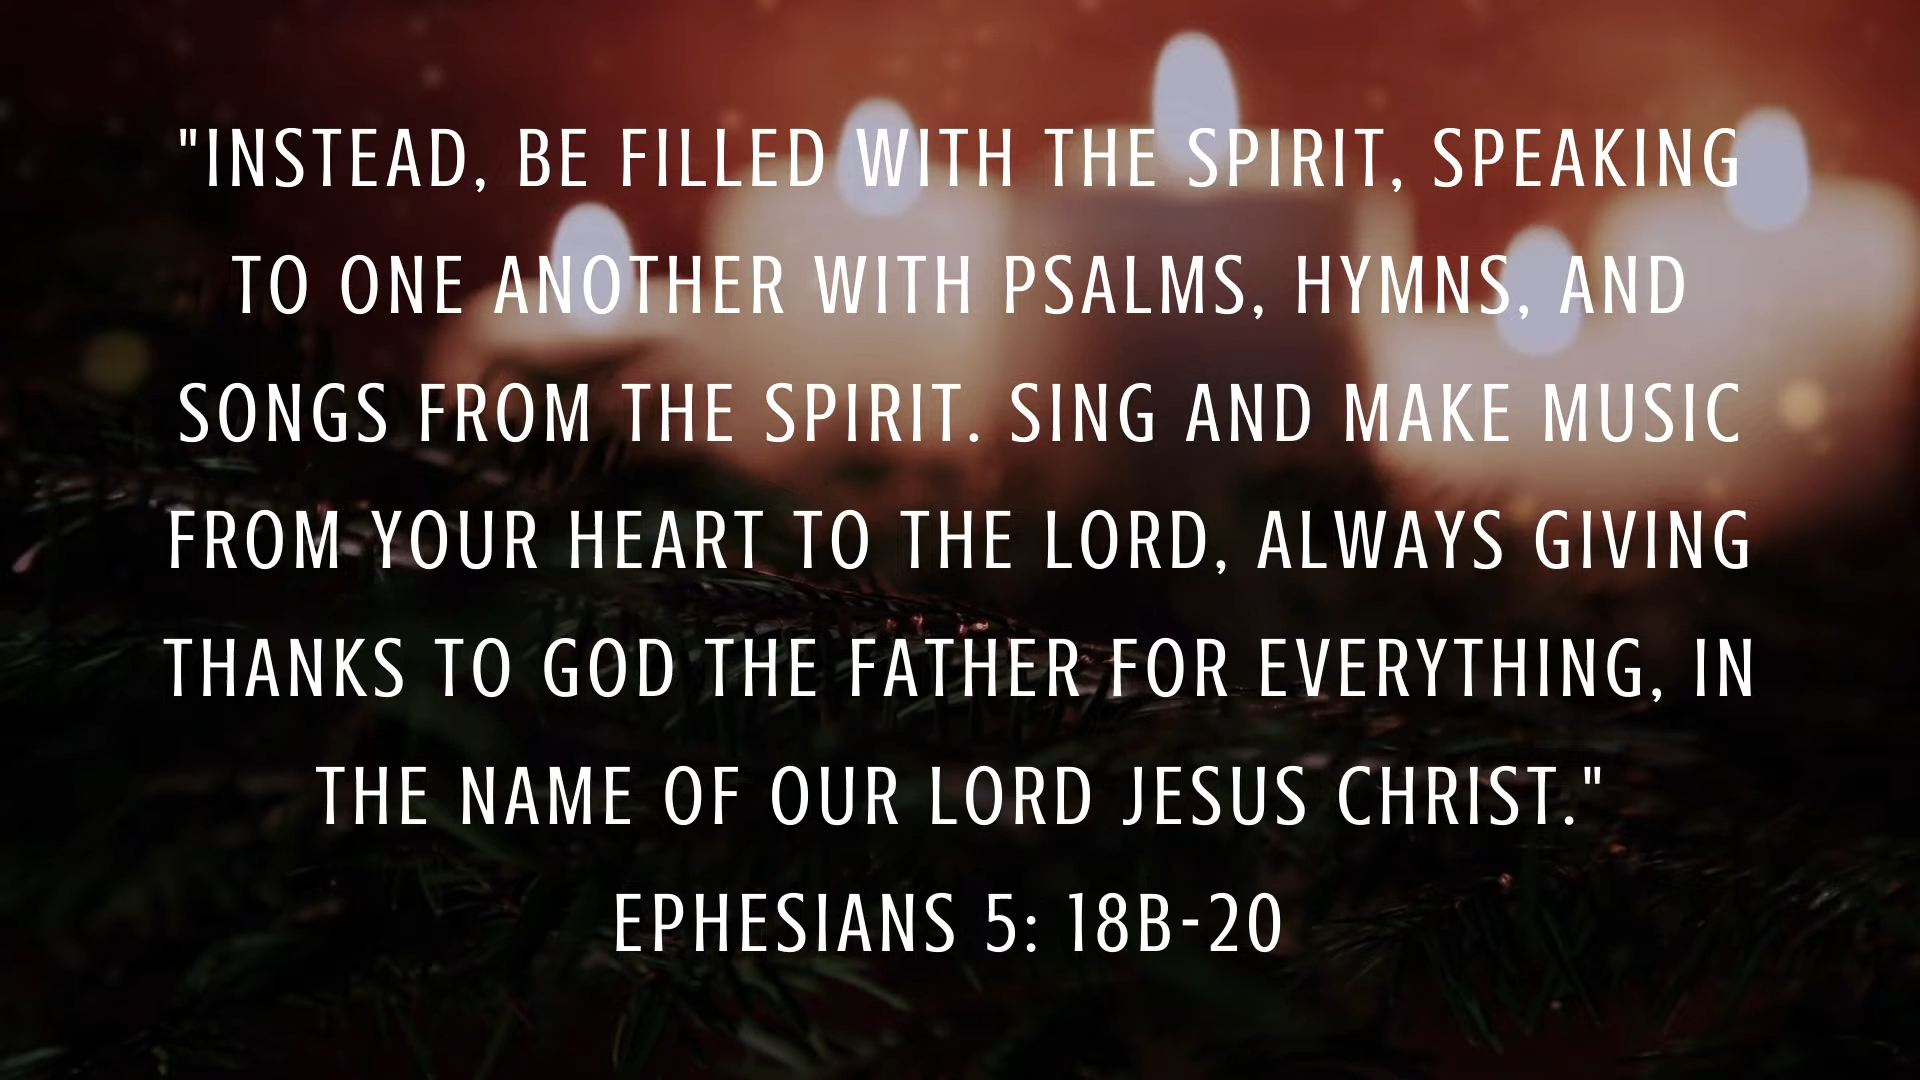 "INSTEAD, BE FILLED WITH THE SPIRIT, SPEAKING
TO ONE ANOTHER WITH PSALMS, HYMNS, AND
SONGS FROM THE SPIRIT. SING AND MAKE MUSIC
FROM YOUR HEART TO THE LORD, ALWAYS GIVING
THANKS TO GOD THE FATHER FOR EVERYTHING, IN
THE NAME OF OUR LORD JESUS CHRIST."
EPHESIANS 5: 18B-20